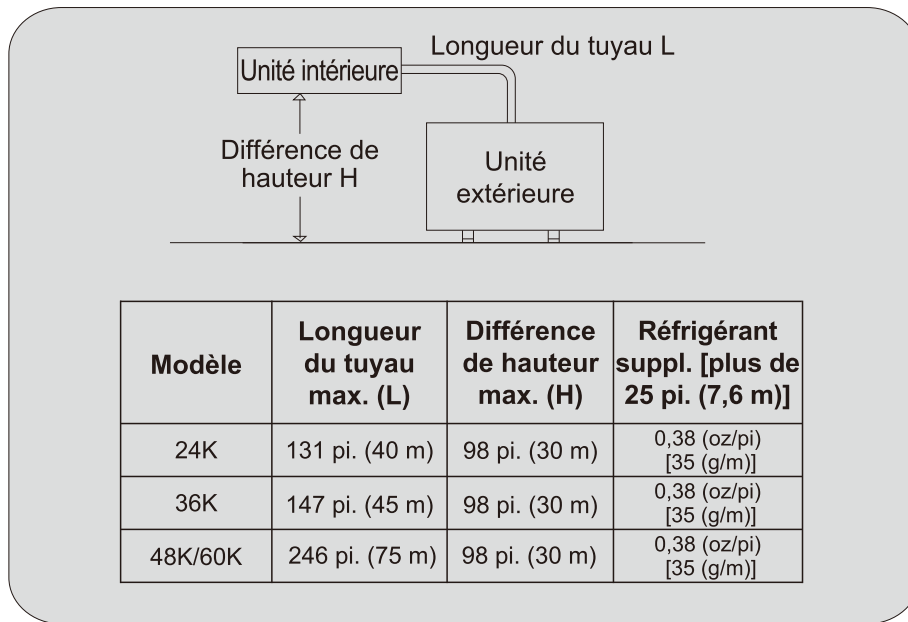 Longueur du tuyau L
Unité intérieure
Différence de
hauteur H
Unité
extérieure
Modèle
Longueur
du tuyau
max. (L)
Différence
de hauteur
max. (H)
Réfrigérant
suppl. [plus de
25 pi. (7,6 m)]
24K
131 pi. (40 m)
98 pi. (30 m)
0,38 (oz/pi)
[35 (g/m)]
36K
147 pi. (45 m)
98 pi. (30 m)
0,38 (oz/pi)
[35 (g/m)]
48K/60K
246 pi. (75 m)
98 pi. (30 m)
0,38 (oz/pi)
[35 (g/m)]